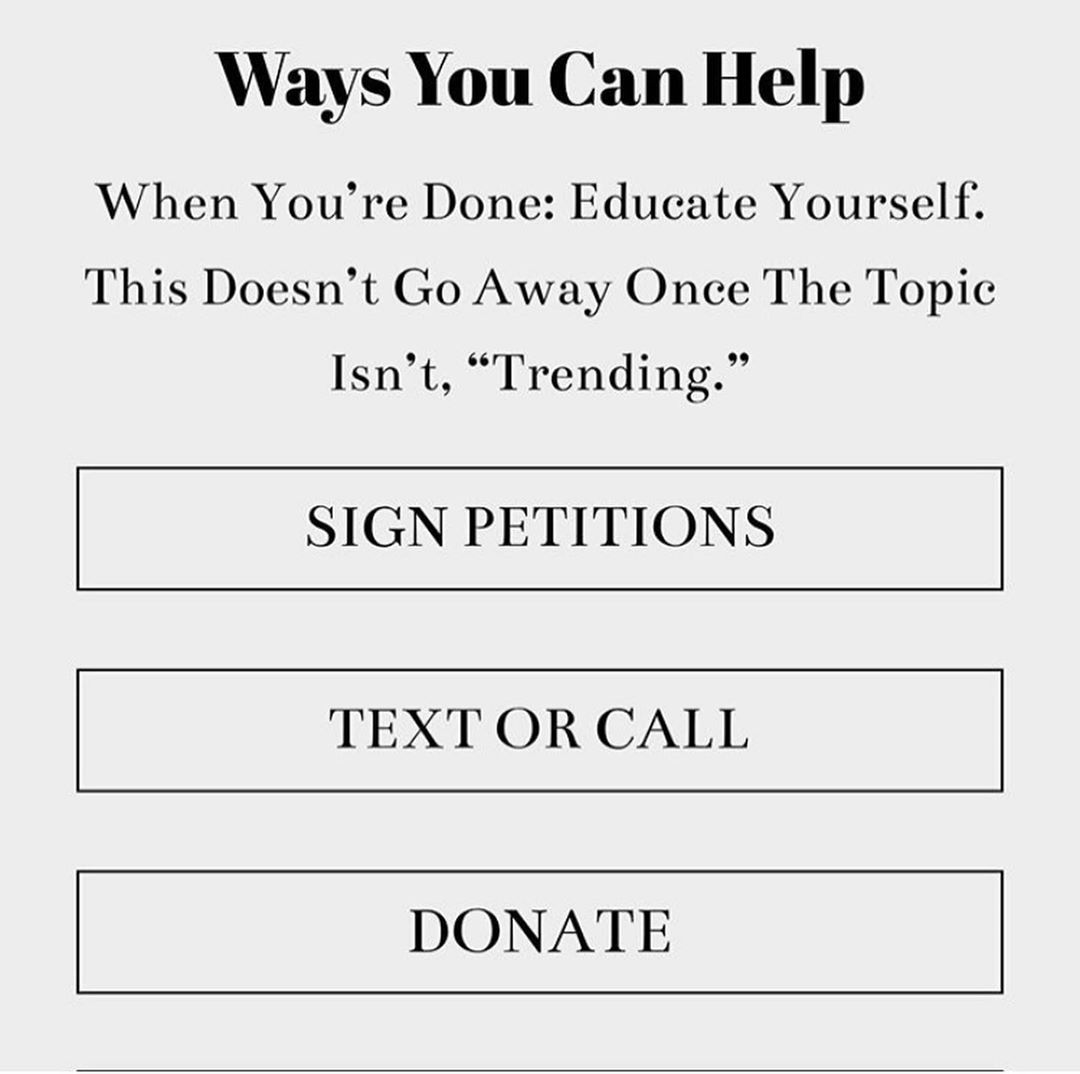 Ways You Can Help
When You’re Done: Educate Yourself.
This Doesn’t Go Away Once The Topic
Isn’t, “Trending.”
SIGN PETITIONS
TEXT OR CALL
DONATE